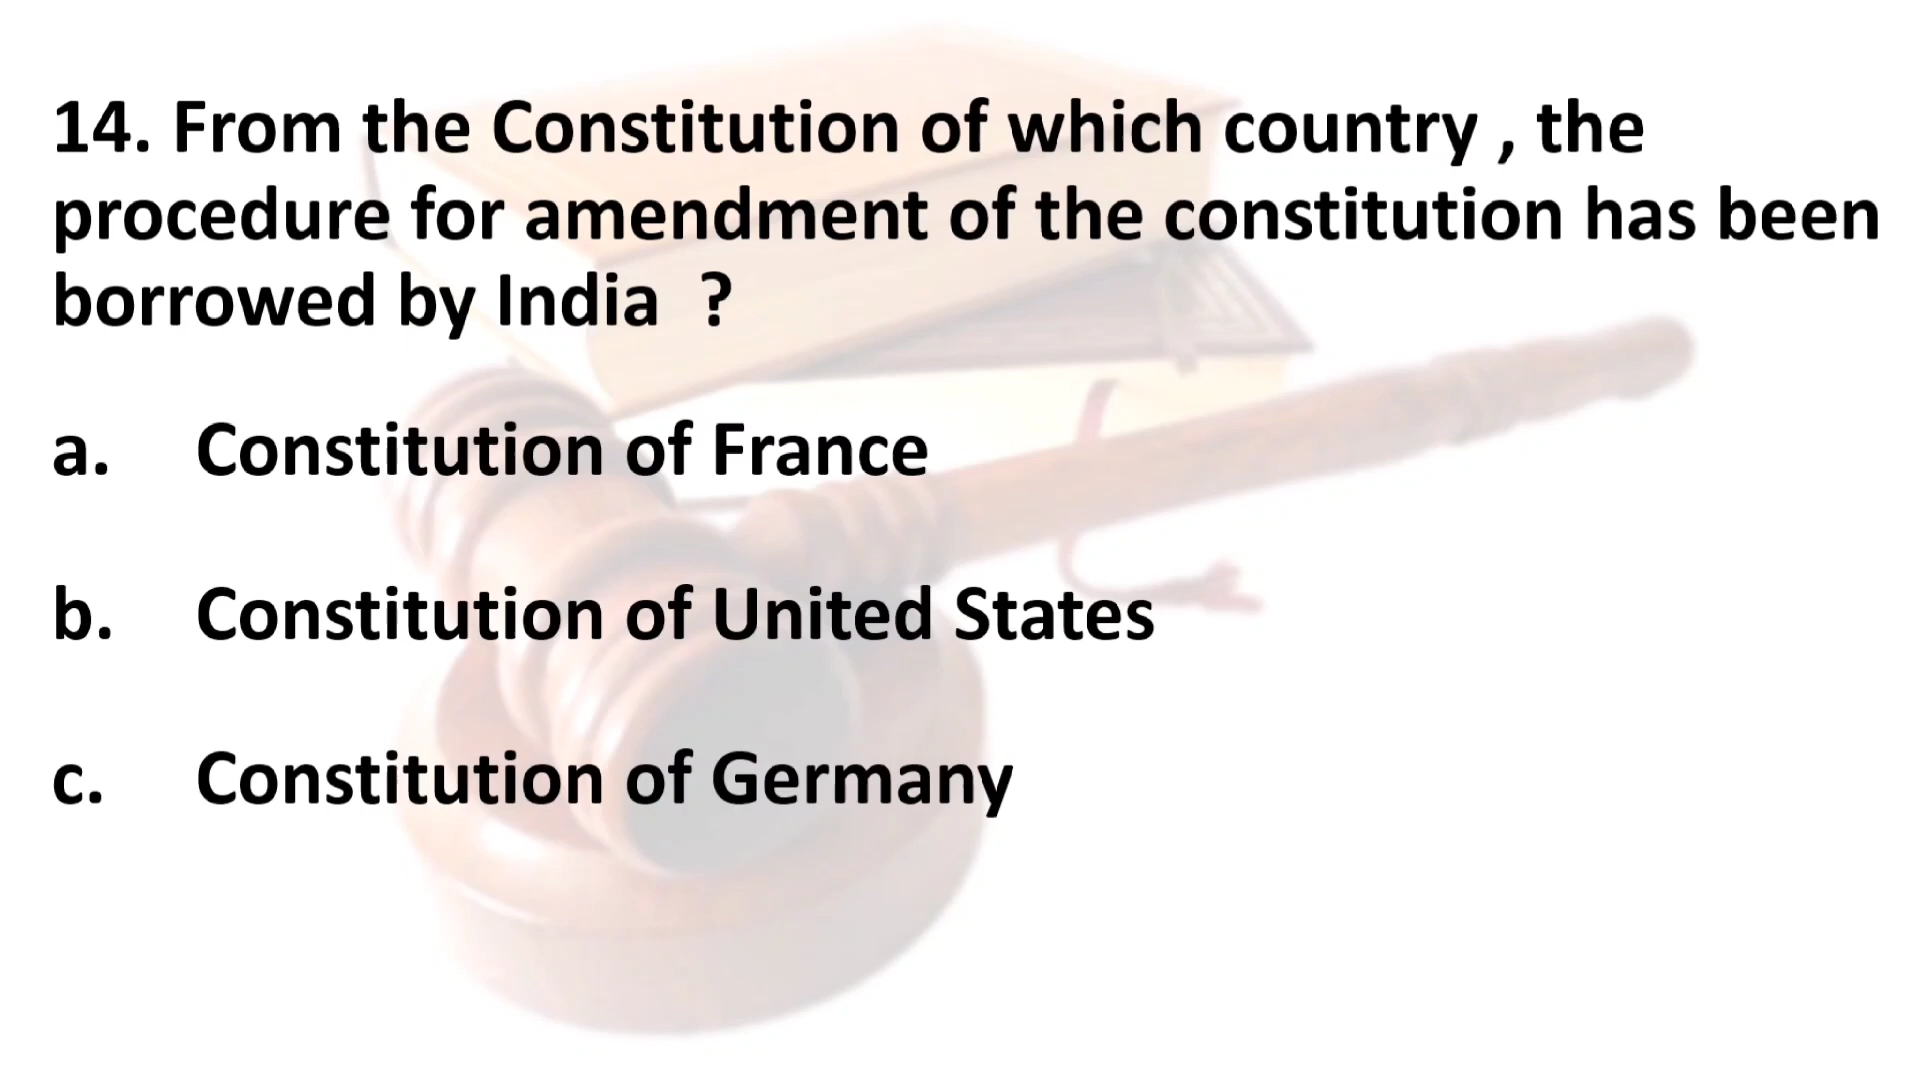 14. From the Constitution of which country , the
procedure for amendment of the constitution has been
borrowed by India  ?
a. Constitution of France
b. Constitution of United States
c. Constitution of Germany